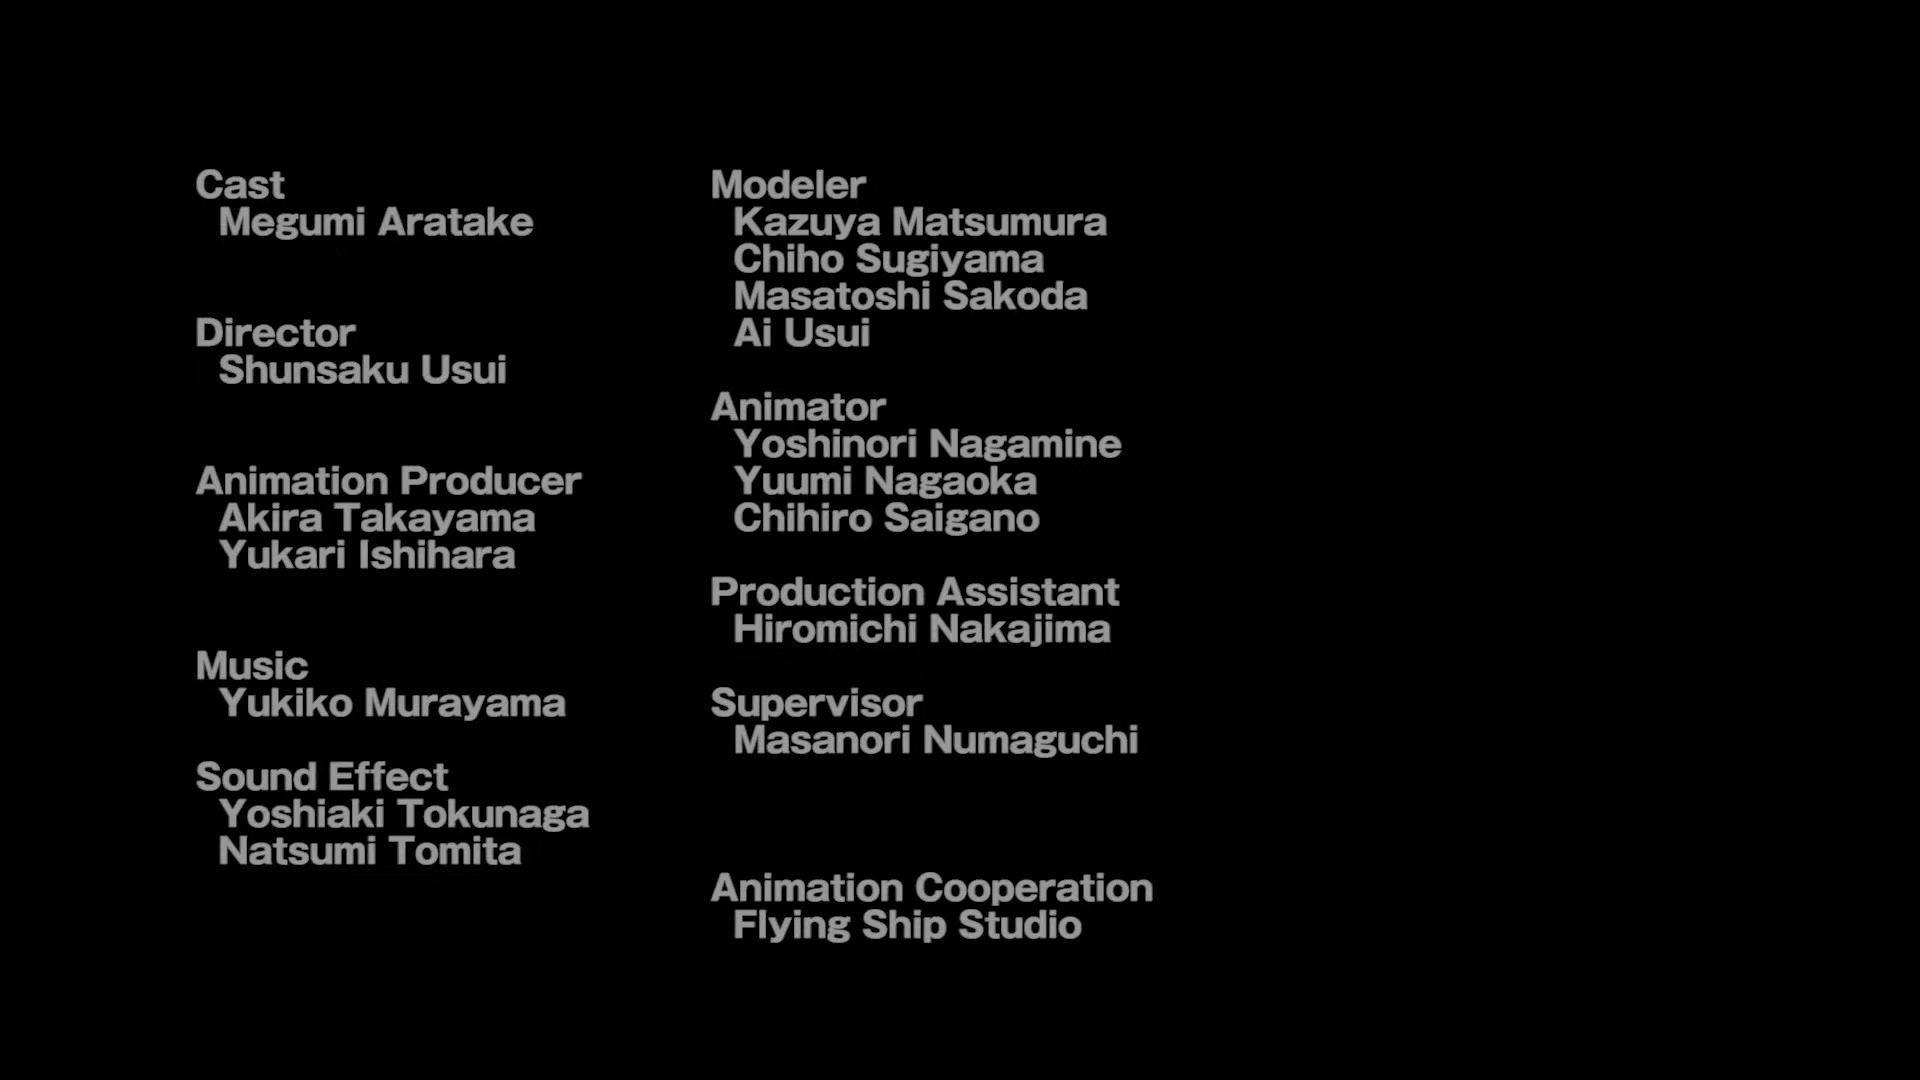 Cast
Megumi Aratake
Director
Shunsaku Usui
Animation Producer
Akira Takayama
Yukari Ishihara
Music
Yukiko Murayama
Sound Effect
Yoshiaki Tokunaga
Natsumi Tomita
Modeler
Kazuya Matsumura
Chiho Sugiyama
Masatoshi Sakoda
Ai Usui
Animator
Yoshinori Nagamine
Yuumi Nagaoka
Chihiro Saigano
Production Assistant
Hiromichi Nakajima
Supervisor
Masanori Numaguchi
Animation Cooperation
Flying Ship Studio